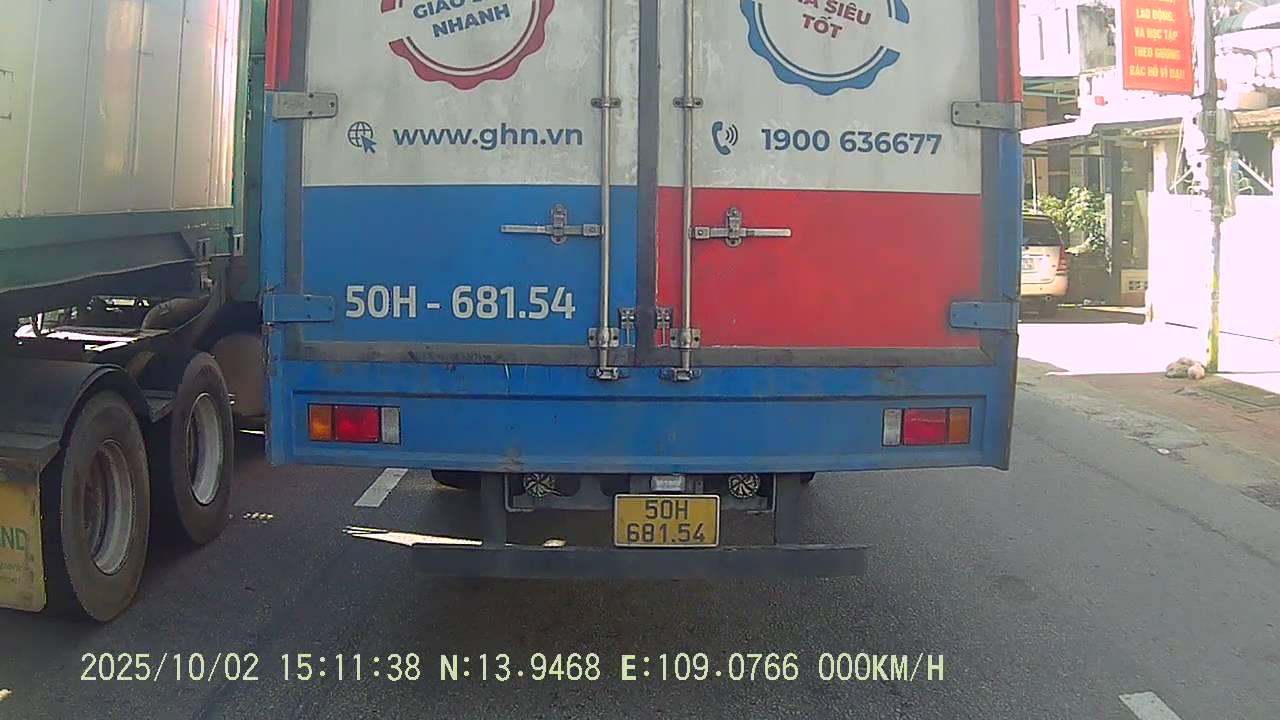 GIAO
NHANH
SIÊU
TỐT
www.ghn.vn
1900 636677
50H - 681.54
50H
681.54
LAO ĐỘNG,
VÀ HỌC TẬP
THEO GƯƠNG
BÁC HỒ VĨ ĐẠI
2025/10/02 15:11:38 N:13.9468 E:109.0766 000KM/H